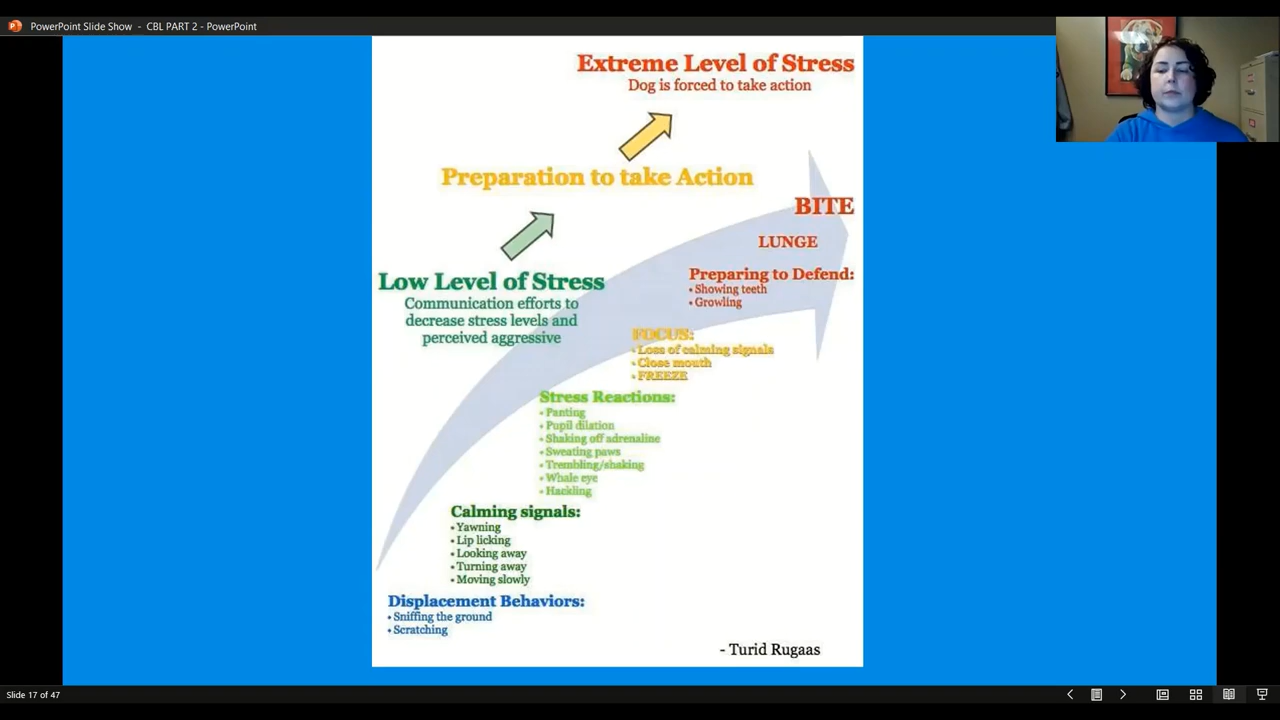 PowerPoint Slide Show - CBL PART 2 - PowerPoint
Extreme Level of Stress
Dog is forced to take action
Preparation to take Action
BITE
LUNGE
Preparing to Defend:
• Showing teeth
• Growling
Low Level of Stress
Communication efforts to
decrease stress levels and
perceived aggressive
FOCUS:
• Loss of calming signals
• Close mouth
• FREEZE
Stress Reactions:
• Panting
• Pupil dilation
• Shaking off adrenaline
• Sweating paws
• Trembling/shaking
• Whale eye
• Hackling
Calming signals:
• Yawning
• Lip licking
• Looking away
• Turning away
• Moving slowly
Displacement Behaviors:
• Sniffing the ground
• Scratching
- Turid Rugaas
Slide 17 of 47